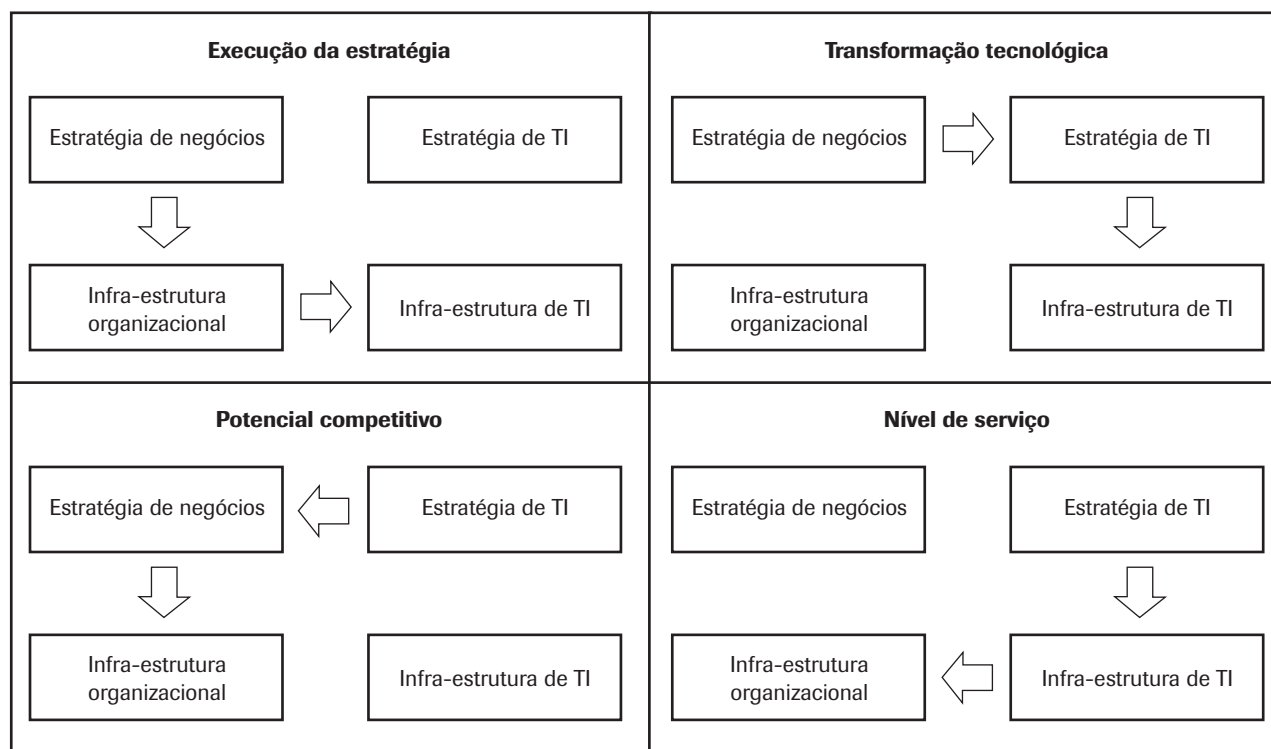 Execução da estratégia
Estratégia de negócios
Estratégia de TI
Infra-estrutura
organizacional
Infra-estrutura de TI
Transformação tecnológica
Estratégia de negócios
Estratégia de TI
Infra-estrutura
organizacional
Infra-estrutura de TI
Potencial competitivo
Estratégia de negócios
Estratégia de TI
Infra-estrutura
organizacional
Infra-estrutura de TI
Nível de serviço
Estratégia de negócios
Estratégia de TI
Infra-estrutura
organizacional
Infra-estrutura de TI